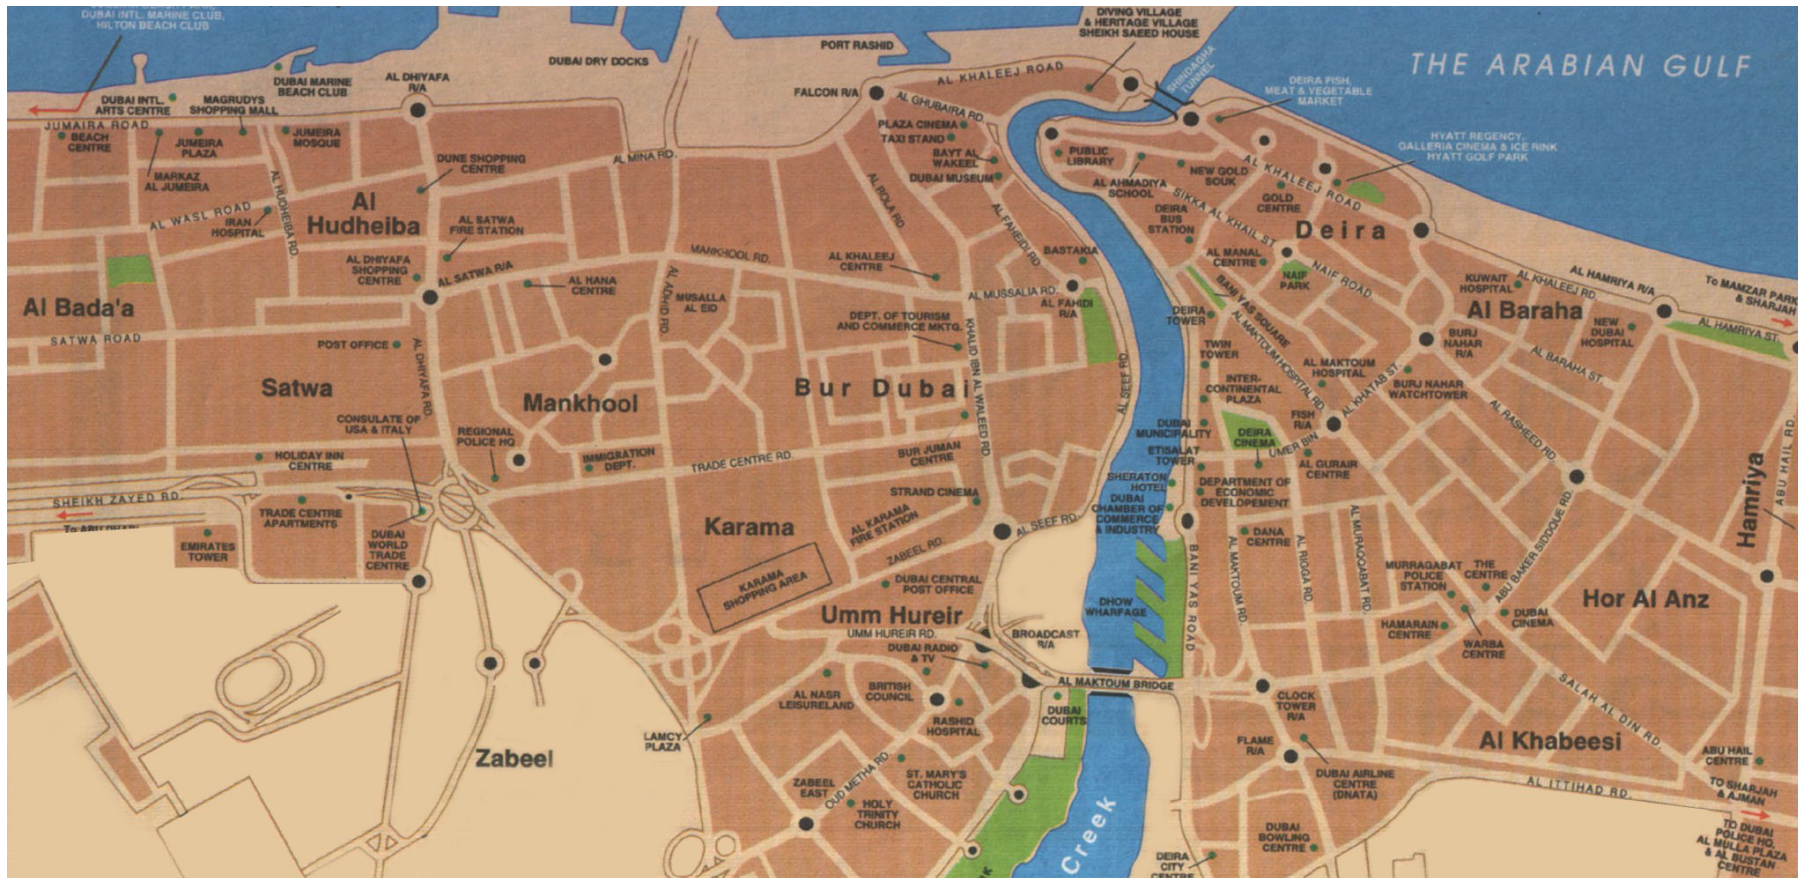 DUBAI INTL. MARINE CLUB,
HILTON BEACH CLUB
DUBAI INTL.
ARTS CENTRE
MAGRUDYS
SHOPPING MALL
DUBAI MARINE
BEACH CLUB
AL DHIYAFA
R/A
DUBAI DRY DOCKS
PORT RASHID
DIVING VILLAGE
& HERITAGE VILLAGE
SHEIKH SAEED HOUSE
SHINDAGHA
TUNNEL
THE ARABIAN GULF
DEIRA FISH,
MEAT & VEGETABLE
MARKET
HYATT REGENCY,
GALLERIA CINEMA & ICE RINK
HYATT GOLF PARK
FALCON R/A
AL KHALEEJ ROAD
AL GHUBAIRA RD.
PLAZA CINEMA
TAXI STAND
BAYT AL
WAKEEL
DUBAI MUSEUM
JUMAIRA ROAD
BEACH
CENTRE
JUMEIRA
PLAZA
JUMEIRA
MOSQUE
MARKAZ
AL JUMEIRA
AL WASL ROAD
IRAN
HOSPITAL
AL HUDHEIBA RD.
Al
Hudheiba
DUNE SHOPPING
CENTRE
AL MINA RD.
AL SATWA
FIRE STATION
AL DHIYAFA
SHOPPING
CENTRE
AL SATWA R/A
AL HANA
CENTRE
AL ADHID RD.
MUSALLA
AL EID
MANKHOOL RD.
AL ROLA RD.
AL KHALEEJ
CENTRE
AL FAHEIDI RD.
BASTAKIA
AL MUSSALIA RD.
AL FAHIDI
R/A
DEPT. OF TOURISM
AND COMMERCE MKTG.
KHALID IBN AL WALEED RD.
AL SEEF RD.
PUBLIC
LIBRARY
AL AHMADIYA
SCHOOL
NEW GOLD
SOUK
GOLD
CENTRE
AL KHALEEJ ROAD
SIKKA AL KHAIL ST.
DEIRA
BUS
STATION
Deira
AL MANAL
CENTRE
NAIF
PARK
NAIF ROAD.
BANI YAS SQUARE
AL MAKTOUM HOSPITAL RD.
DEIRA
TOWER
TWIN
TOWER
INTER-
CONTINENTAL
PLAZA
AL MAKTOUM
HOSPITAL
KUWAIT
HOSPITAL
AL KHALEEJ RD.
AL HAMRIYA R/A
To MAMZAR PARK
& SHARJAH
AL HAMRIYA ST.
Al Baraha
NEW
DUBAI
HOSPITAL
BURJ
NAHAR
R/A
AL BARAHA ST.
BURJ NAHAR
WATCHTOWER
AL KHATAB ST.
FISH
R/A
UMER BIN
AL GURAIR
CENTRE
AL RASHEED RD.
ABU HAIL RD.
Hamriya
Al Bada'a
SATWA ROAD
POST OFFICE
Satwa
AL DHIYAFA RD.
CONSULATE OF
USA & ITALY
REGIONAL
POLICE HQ
Mankhool
Bur Dubai
HOLIDAY INN
CENTRE
IMMIGRATION
DEPT.
TRADE CENTRE RD.
BUR JUMAN
CENTRE
STRAND CINEMA
AL KARAMA
FIRE STATION
AL SEEF RD.
ZABEEL RD.
SHEIKH ZAYED RD.
TRADE CENTRE
APARTMENTS
EMIRATES
TOWER
DUBAI
WORLD
TRADE
CENTRE
Karama
KARAMA
SHOPPING AREA
DUBAI CENTRAL
POST OFFICE
Umm Hureir
UMM HUREIR RD.
DUBAI RADIO
& TV
BROADCAST
R/A
DUBAI
MUNICIPALITY
DEIRA
CINEMA
ETISALAT
TOWER
SHERATON
HOTEL
DUBAI
CHAMBER OF
COMMERCE
& INDUSTRY
DEPARTMENT OF
ECONOMIC
DEVELOPEMENT
DANA
CENTRE
DHOW
WHARFAGE
BANI YAS ROAD
AL MAKTOUM RD.
AL RIGGA RD.
AL MURAQABAT RD.
MURRAQABAT
POLICE
STATION
THE
CENTRE
ABU BAKER SIDDQUE RD.
HAMARAIN
CENTRE
WARBA
CENTRE
DUBAI
CINEMA
Hor Al Anz
AL MAKTOUM BRIDGE
DUBAI
COURTS
CLOCK
TOWER
R/A
FLAME
R/A
DUBAI AIRLINE
CENTRE
(DNATA)
DUBAI
BOWLING
CENTRE
DEIRA
CITY
CENTRE
SALAH AL DIN RD.
Al Khabeesi
AL ITTIHAD RD.
ABU HAIL
CENTRE
TO SHARJAH
& AJMAN
TO DUBAI
POLICE HQ.
AL MULLA PLAZA
& AL BUSTAN
CENTRE
Zabeel
LAMCY
PLAZA
AL NASR
LEISURELAND
BRITISH
COUNCIL
RASHID
HOSPITAL
ZABEEL
EAST
OUD METHA RD.
ST. MARY'S
CATHOLIC
CHURCH
HOLY
TRINITY
CHURCH
Creek